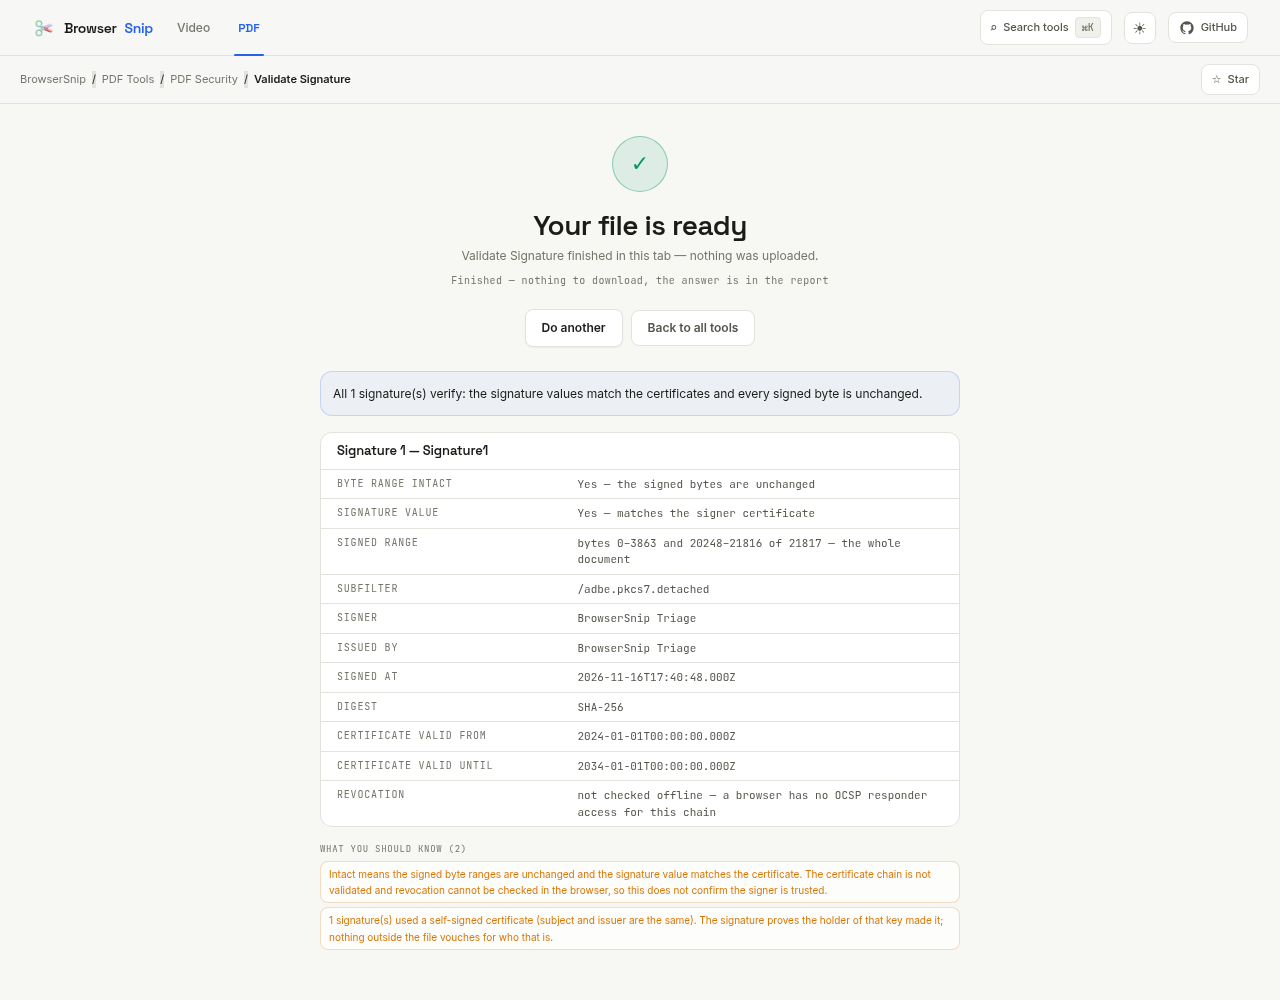 Browser Snip Video PDF Search tools ⌘K GitHub
BrowserSnip / PDF Tools / PDF Security / Validate Signature ☆ Star
✓
Your file is ready
Validate Signature finished in this tab — nothing was uploaded.
Finished — nothing to download, the answer is in the report
Do another Back to all tools
All 1 signature(s) verify: the signature values match the certificates and every signed byte is unchanged.
Signature 1 — Signature1
BYTE RANGE INTACT Yes — the signed bytes are unchanged
SIGNATURE VALUE Yes — matches the signer certificate
SIGNED RANGE bytes 0–3863 and 20248–21816 of 21817 — the whole
document
SUBFILTER /adbe.pkcs7.detached
SIGNER BrowserSnip Triage
ISSUED BY BrowserSnip Triage
SIGNED AT 2026-11-16T17:40:48.000Z
DIGEST SHA-256
CERTIFICATE VALID FROM 2024-01-01T00:00:00.000Z
CERTIFICATE VALID UNTIL 2034-01-01T00:00:00.000Z
REVOCATION not checked offline — a browser has no OCSP responder
access for this chain
WHAT YOU SHOULD KNOW (2)
Intact means the signed byte ranges are unchanged and the signature value matches the certificate. The certificate chain is not
validated and revocation cannot be checked in the browser, so this does not confirm the signer is trusted.
1 signature(s) used a self-signed certificate (subject and issuer are the same). The signature proves the holder of that key made it;
nothing outside the file vouches for who that is.